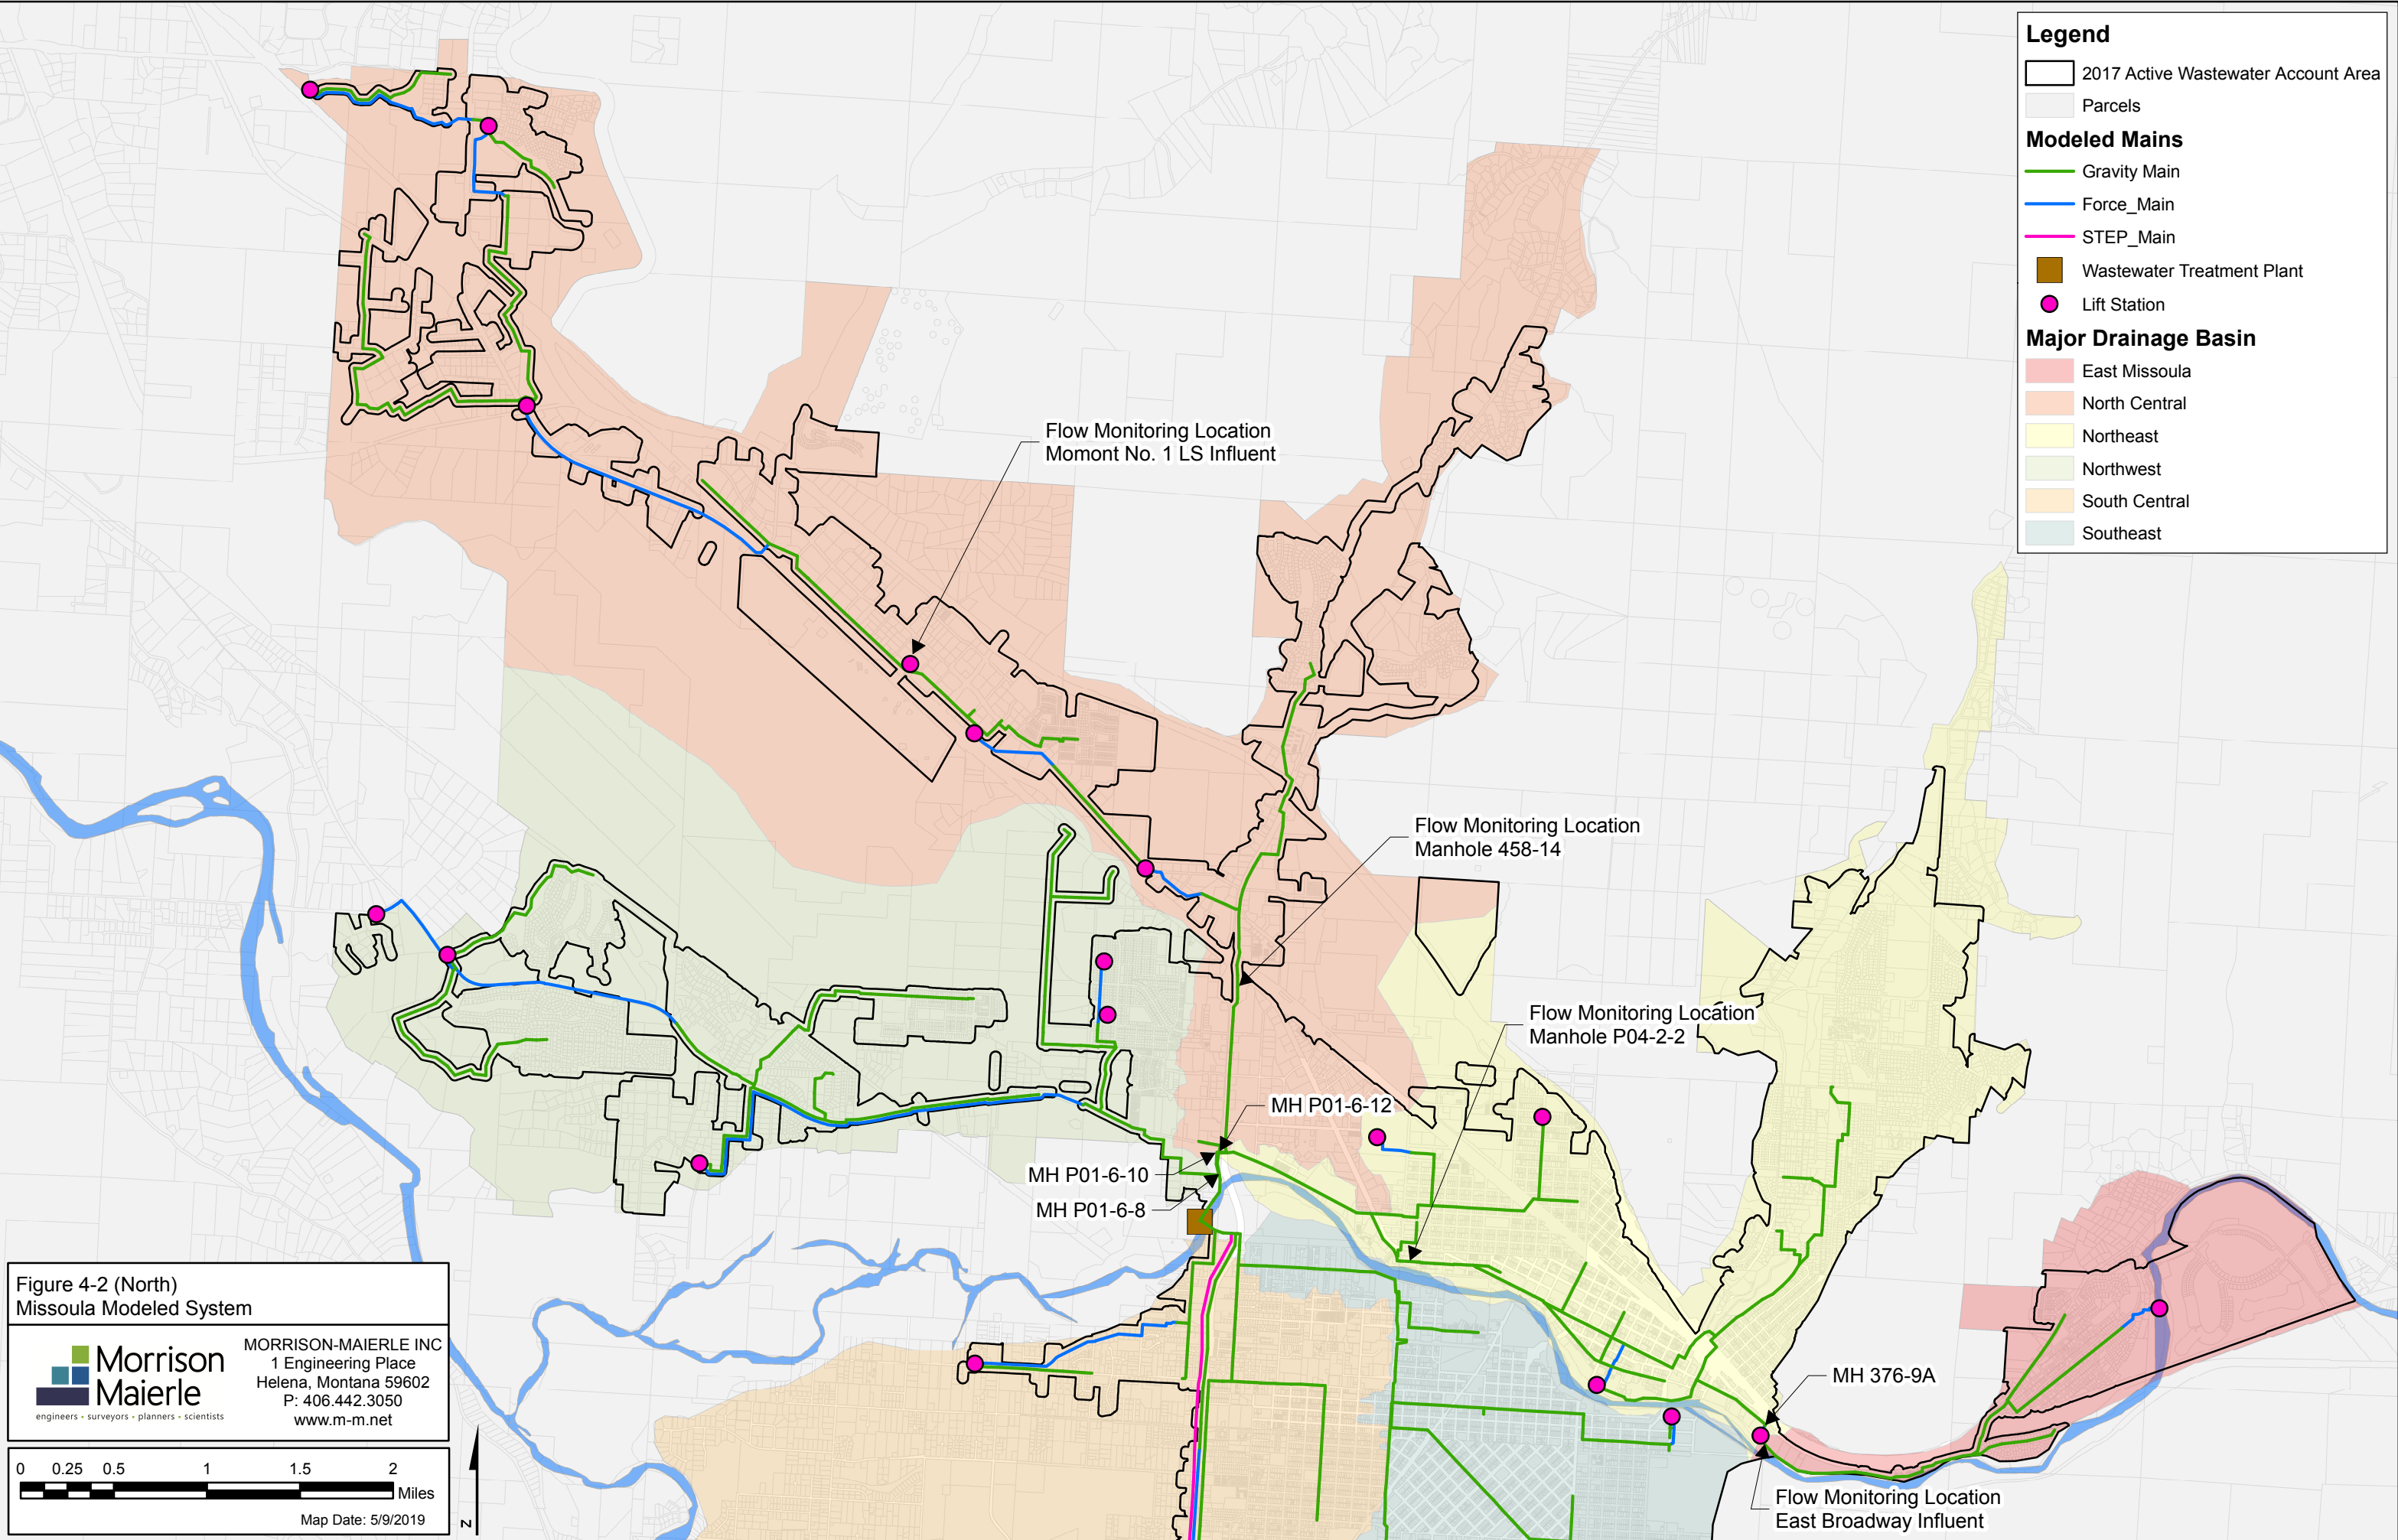 Legend
2017 Active Wastewater Account Area
Parcels
Modeled Mains
Gravity Main
Force_Main
STEP_Main
Wastewater Treatment Plant
Lift Station
Major Drainage Basin
East Missoula
North Central
Northeast
Northwest
South Central
Southeast
Flow Monitoring Location
Momont No. 1 LS Influent
Flow Monitoring Location
Manhole 458-14
Flow Monitoring Location
Manhole P04-2-2
MH P01-6-12
MH P01-6-10
MH P01-6-8
MH 376-9A
Flow Monitoring Location
East Broadway Influent
Figure 4-2 (North)
Missoula Modeled System
Morrison
Maierle
engineers - surveyors - planners - scientists
MORRISON-MAIERLE INC
1 Engineering Place
Helena, Montana 59602
P: 406.442.3050
www.m-m.net
0 0.25 0.5 1 1.5 2
Miles
Map Date: 5/9/2019
N